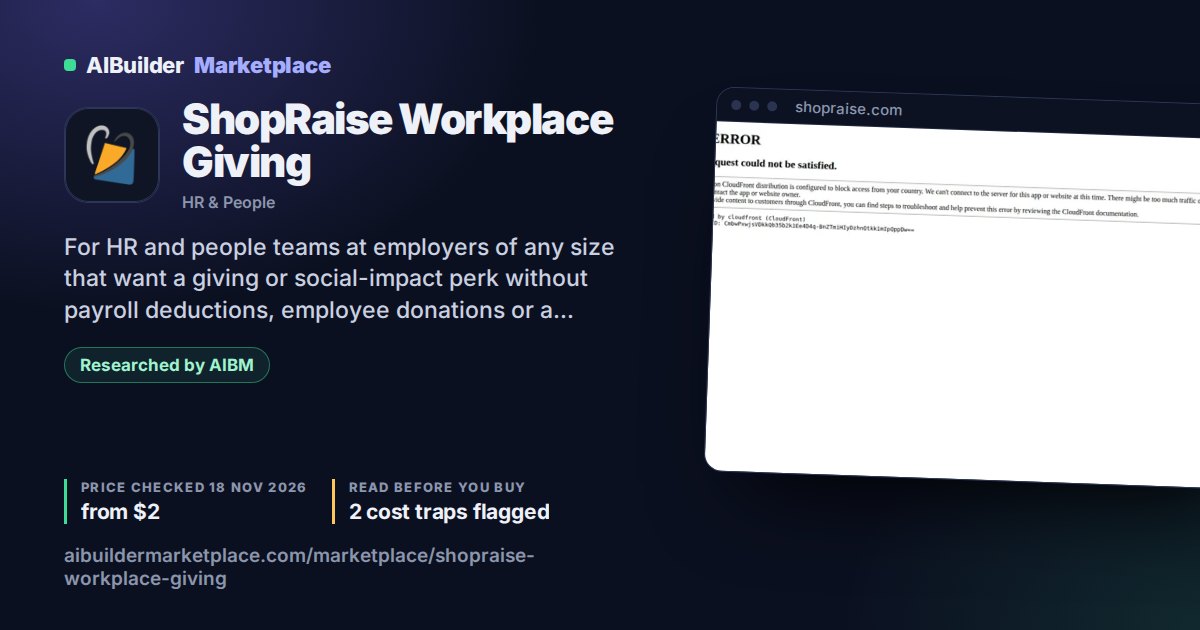 AIBuilder Marketplace
ShopRaise Workplace
Giving
HR & People
For HR and people teams at employers of any size
that want a giving or social-impact perk without
payroll deductions, employee donations or a...
Researched by AIBM
PRICE CHECKED 18 NOV 2026
from $2
READ BEFORE YOU BUY
2 cost traps flagged
aibuildermarketplace.com/marketplace/shopraise-
workplace-giving
shopraise.com
ERROR
quest could not be satisfied.
on CloudFront distribution is configured to block access from your country. We can't connect to the server for this app or website at this time. There might be too much traffic
ntact the app or website owner.
vide content to customers through CloudFront, you can find steps to troubleshoot and help prevent this error by reviewing the CloudFront documentation.
by cloudfront (CloudFront)